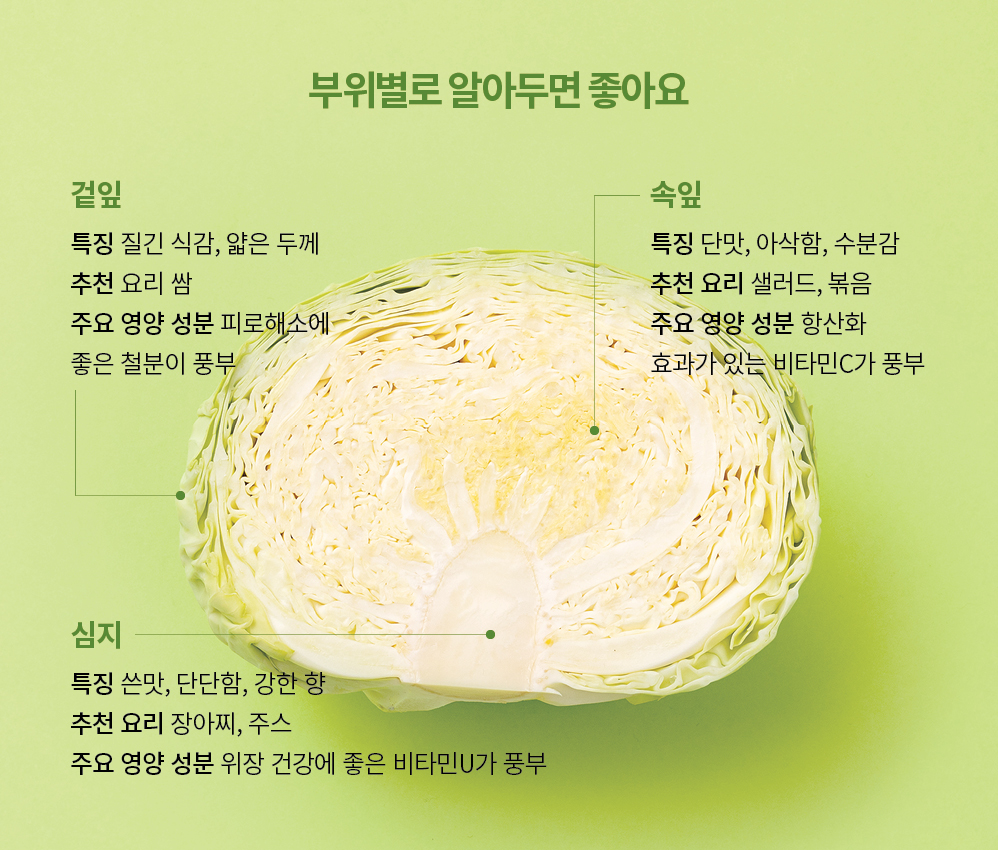 부위별로 알아두면 좋아요
겉잎
특징 질긴 식감, 얇은 두께
추천 요리 쌈
주요 영양 성분 피로해소에
좋은 철분이 풍부
속잎
특징 단맛, 아삭함, 수분감
추천 요리 샐러드, 볶음
주요 영양 성분 항산화
효과가 있는 비타민C가 풍부
심지
특징 쓴맛, 단단함, 강한 향
추천 요리 장아찌, 주스
주요 영양 성분 위장 건강에 좋은 비타민U가 풍부